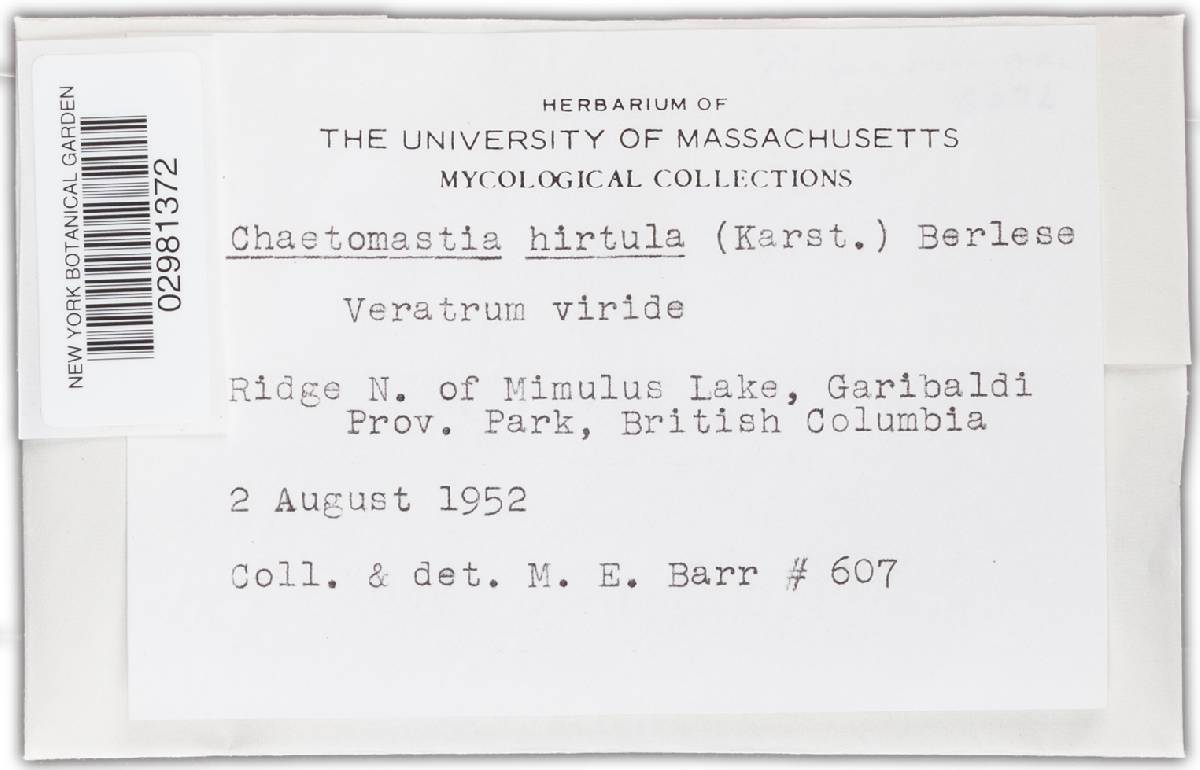 NEW YORK BOTANICAL GARDEN
02981372
HERBARIUM OF
THE UNIVERSITY OF MASSACHUSETTS
MYCOLOGICAL COLLECTIONS
Chaetomastia hirtula (Karst.) Berlese
Veratrum viride
Ridge N. of Mimulus Lake, Garibaldi
Prov. Park, British Columbia
2 August 1952
Coll. & det. M. E. Barr # 607